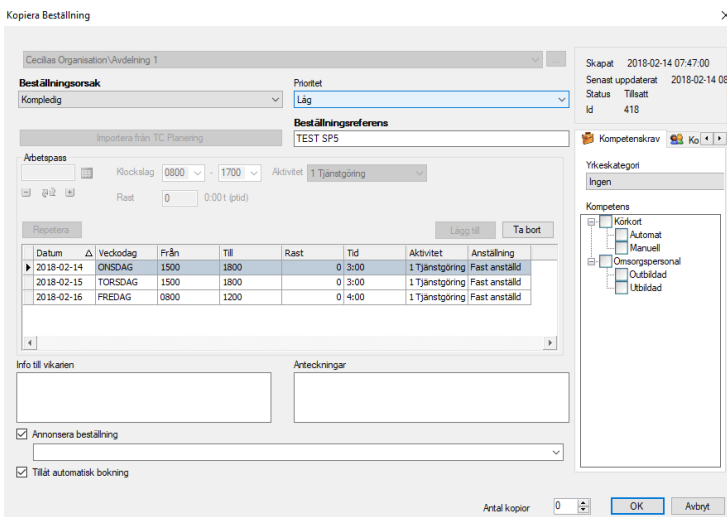 Kopiera Beställning
Cecilias Organisation\Avdelning 1
...
Beställningsorsak
Prioritet
Kompledig
Låg
Beställningsreferens
Importera från TC Planering
TEST SP5
Arbetspass
Klockslag 0800 - 1700 Aktivitet 1 Tjänstgöring
Rast 0 0:00 t (ptid)
Repetera Lägg till Ta bort
Datum Veckodag Från Till Rast Tid Aktivitet Anställning
2018-02-14 ONSDAG 1500 1800 0 3:00 1 Tjänstgöring Fast anställd
2018-02-15 TORSDAG 1500 1800 0 3:00 1 Tjänstgöring Fast anställd
2018-02-16 FREDAG 0800 1200 0 4:00 1 Tjänstgöring Fast anställd
Info till vikarien
Anteckningar
Annonsera beställning
Tillåt automatisk bokning
Skapat 2018-02-14 07:47:00
Senast uppdaterat 2018-02-14 08
Status Tillsatt
Id 418
Kompetenskrav Ko
Yrkeskategori
Ingen
Kompetens
Körkort
Automat
Manuell
Omsorgspersonal
Outbildad
Utbildad
Antal kopior 0 OK Avbryt